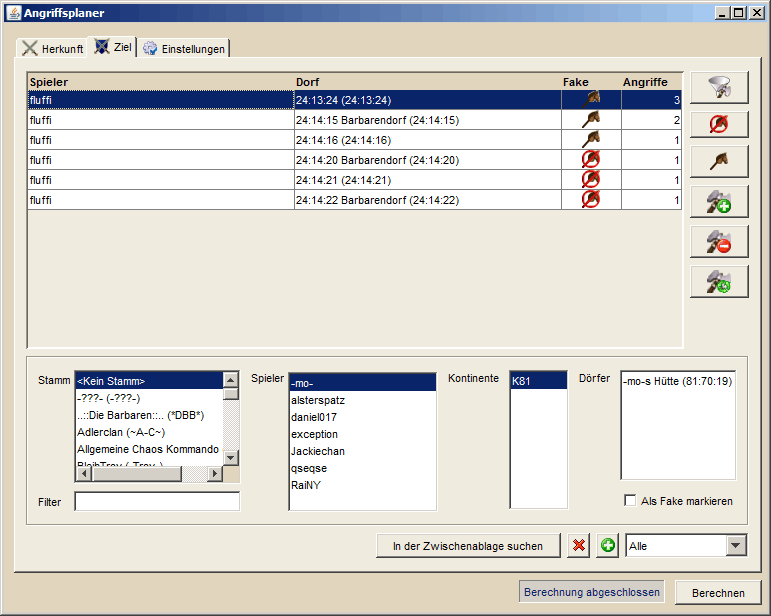 Angriffsplaner
Herkunft Ziel Einstellungen
Spieler Dorf Fake Angriffe
fluffi 24:13:24 (24:13:24) 3
fluffi 24:14:15 Barbarendorf (24:14:15) 2
fluffi 24:14:16 (24:14:16) 1
fluffi 24:14:20 Barbarendorf (24:14:20) 1
fluffi 24:14:21 (24:14:21) 1
fluffi 24:14:22 Barbarendorf (24:14:22) 1
Stamm
<Kein Stamm>
-???- (-???-)
..::Die Barbaren::.. (*DBB*)
Adlerclan (~A-C~)
Allgemeine Chaos Kommando
Filter
Spieler
-mo-
alsterspatz
daniel017
exception
Jackiechan
qseqse
RaiNY
Kontinente
K81
Dörfer
-mo-s Hütte (81:70:19)
Als Fake markieren
In der Zwischenablage suchen
Alle
Berechnung abgeschlossen
Berechnen